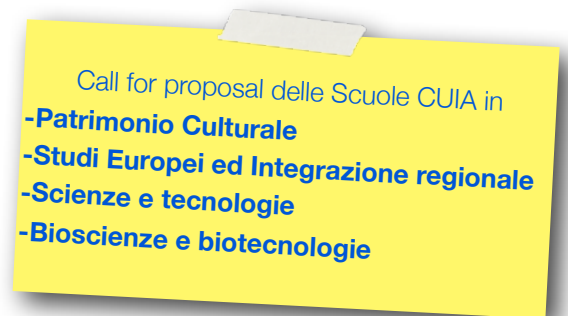 Call for proposal delle Scuole CUIA in
-Patrimonio Culturale
-Studi Europei ed Integrazione regionale
-Scienze e tecnologie
-Bioscienze e biotecnologie